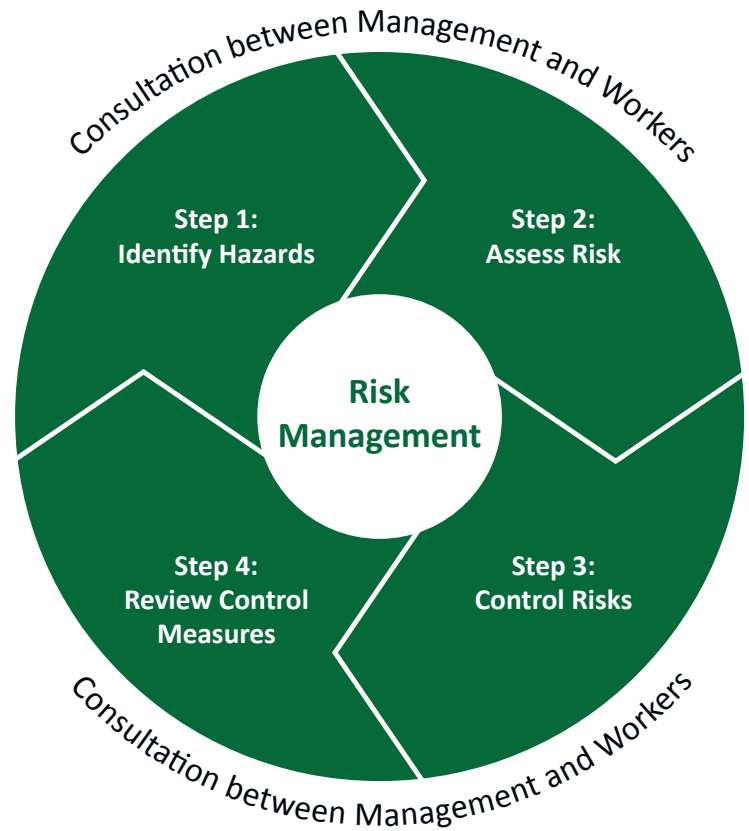 Consultation between Management and Workers
Step 1:
Identify Hazards
Step 2:
Assess Risk
Risk
Management
Step 4:
Review Control
Measures
Step 3:
Control Risks
Consultation between Management and Workers